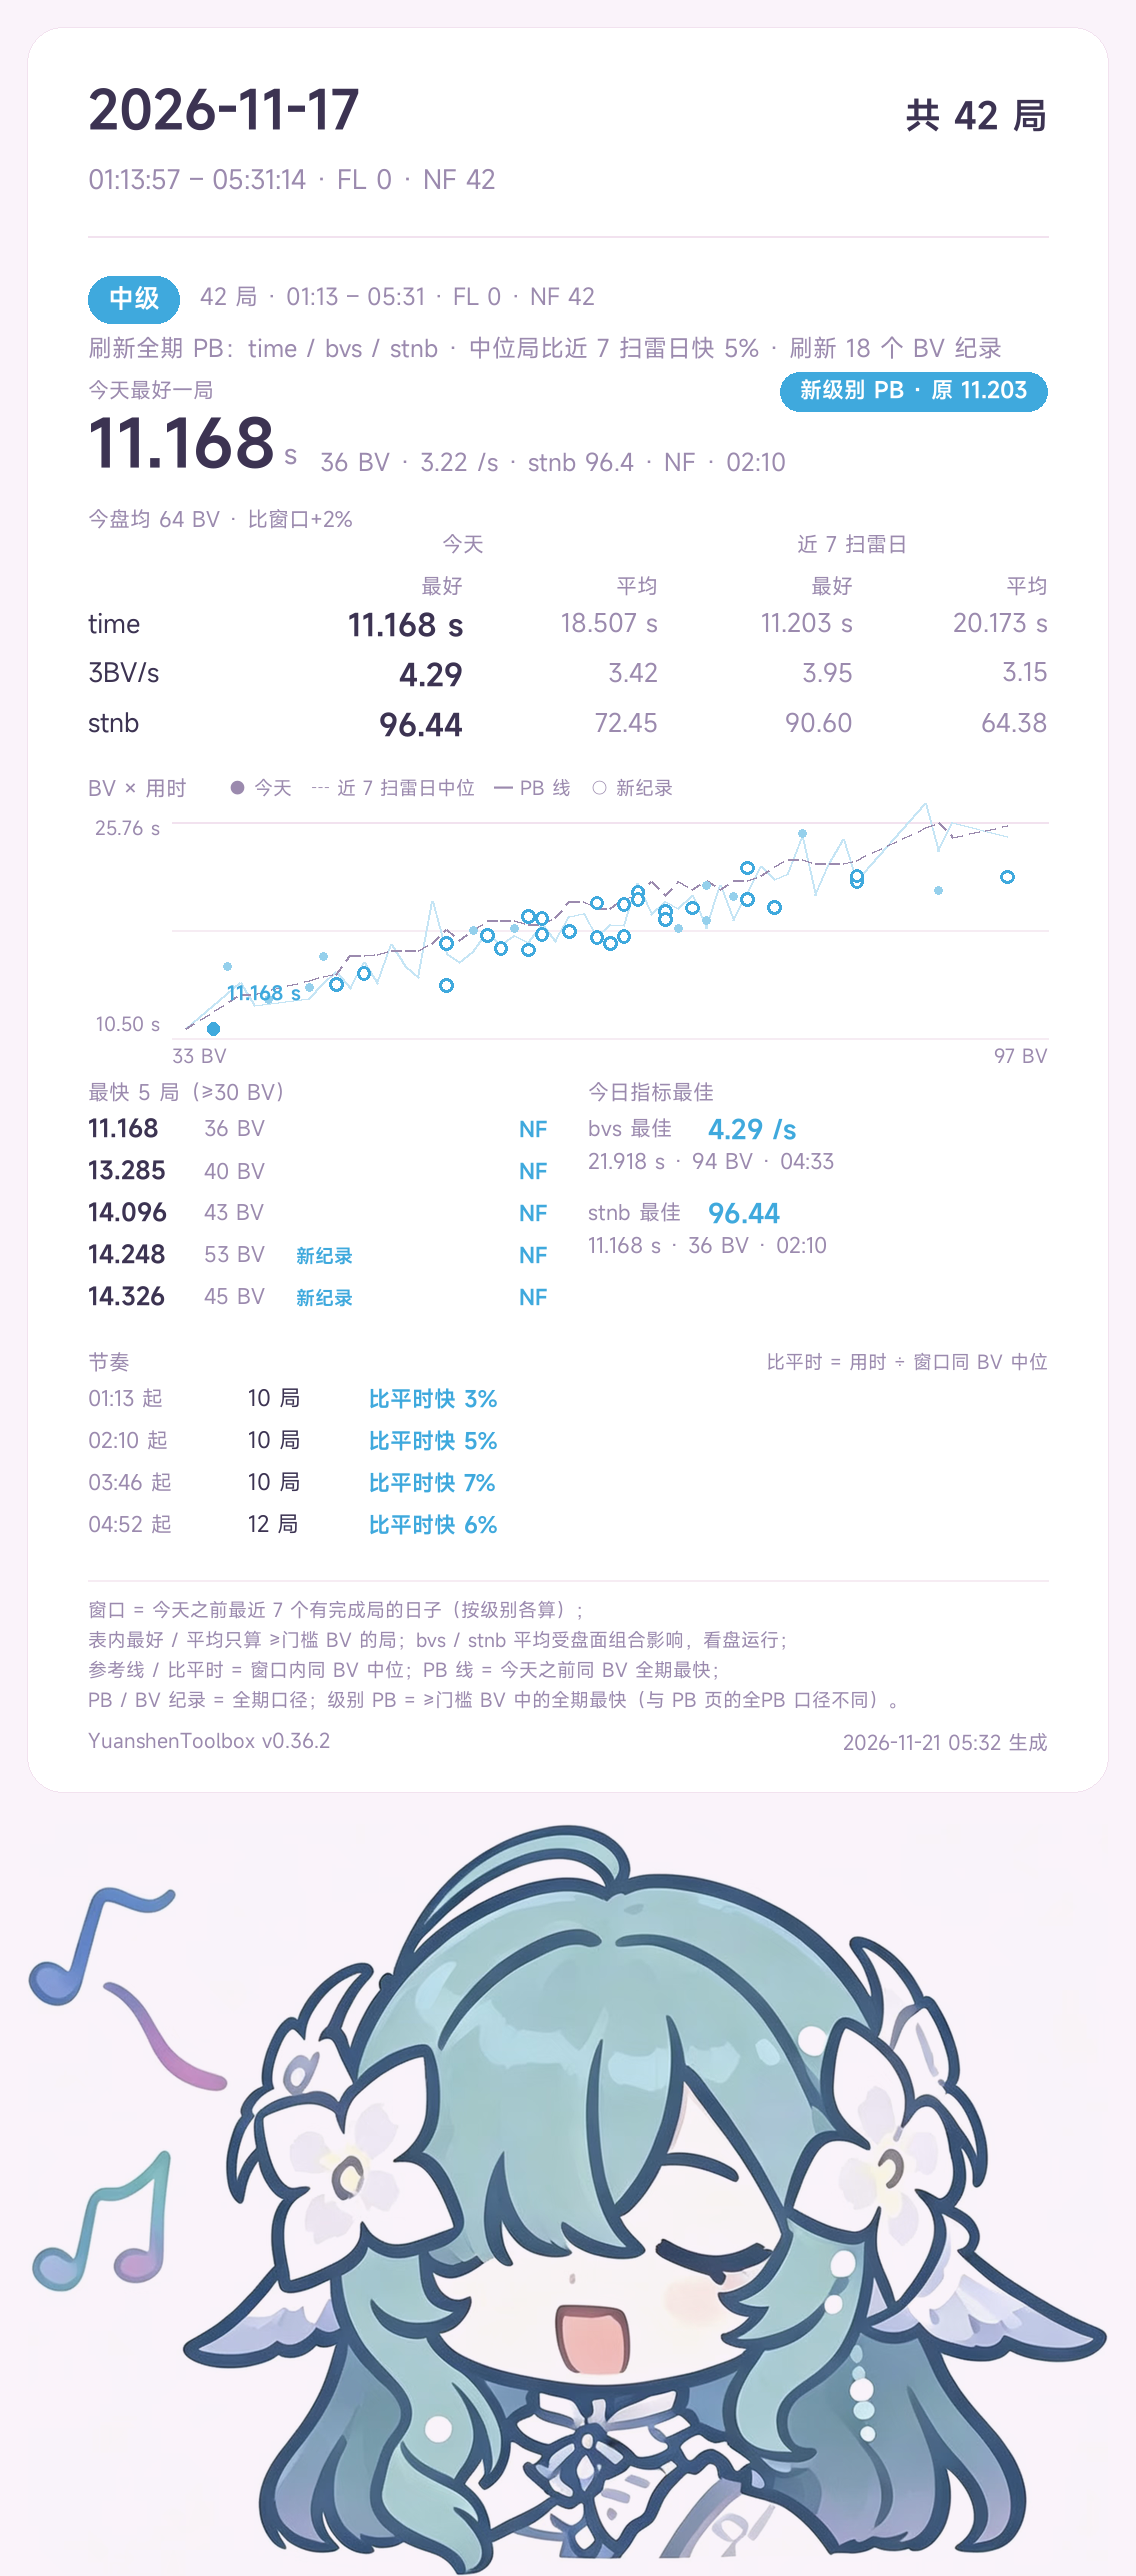 2026-11-17
共 42 局
01:13:57 – 05:31:14 · FL 0 · NF 42
中级 42 局 · 01:13 – 05:31 · FL 0 · NF 42
刷新全期 PB：time / bvs / stnb · 中位局比近 7 扫雷日快 5% · 刷新 18 个 BV 纪录
今天最好一局
新级别 PB · 原 11.203
11.168 s 36 BV · 3.22 /s · stnb 96.4 · NF · 02:10
今盘均 64 BV · 比窗口+2%
今天 近 7 扫雷日
最好 平均 最好 平均
time 11.168 s 18.507 s 11.203 s 20.173 s
3BV/s 4.29 3.42 3.95 3.15
stnb 96.44 72.45 90.60 64.38
BV × 用时 ● 今天 --- 近 7 扫雷日中位 — PB 线 ○ 新纪录
25.76 s
11.168 s
10.50 s
33 BV 97 BV
最快 5 局（≥30 BV）
11.168 36 BV NF
13.285 40 BV NF
14.096 43 BV NF
14.248 53 BV 新纪录 NF
14.326 45 BV 新纪录 NF
今日指标最佳
bvs 最佳 4.29 /s
21.918 s · 94 BV · 04:33
stnb 最佳 96.44
11.168 s · 36 BV · 02:10
节奏 比平时 = 用时 ÷ 窗口同 BV 中位
01:13 起 10 局 比平时快 3%
02:10 起 10 局 比平时快 5%
03:46 起 10 局 比平时快 7%
04:52 起 12 局 比平时快 6%
窗口 = 今天之前最近 7 个有完成局的日子（按级别各算）；
表内最好 / 平均只算 ≥门槛 BV 的局；bvs / stnb 平均受盘面组合影响，看盘运行；
参考线 / 比平时 = 窗口内同 BV 中位；PB 线 = 今天之前同 BV 全期最快；
PB / BV 纪录 = 全期口径；级别 PB = ≥门槛 BV 中的全期最快（与 PB 页的全PB 口径不同）。
YuanshenToolbox v0.36.2
2026-11-21 05:32 生成